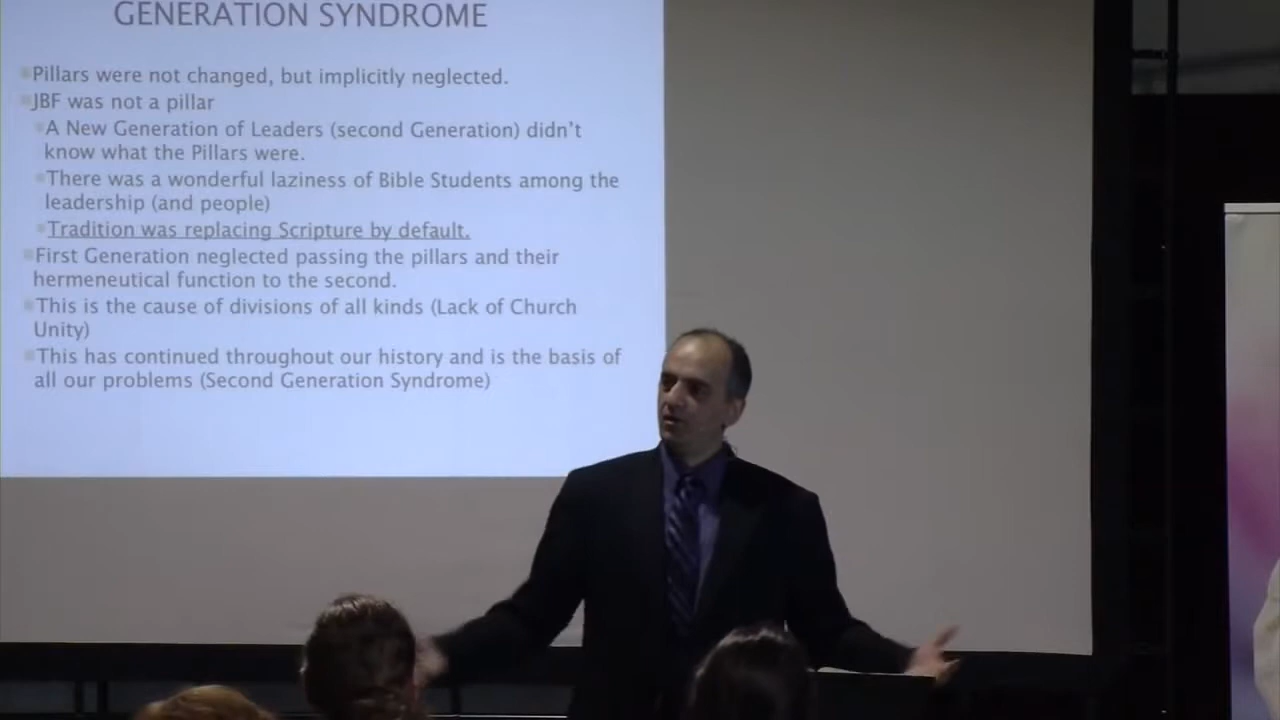 GENERATION SYNDROME
Pillars were not changed, but implicitly neglected.
JBF was not a pillar
A New Generation of Leaders (second Generation) didn't
know what the Pillars were.
There was a wonderful laziness of Bible Students among the
leadership (and people)
Tradition was replacing Scripture by default.
First Generation neglected passing the pillars and their
hermeneutical function to the second.
This is the cause of divisions of all kinds (Lack of Church
Unity)
This has continued throughout our history and is the basis of
all our problems (Second Generation Syndrome)